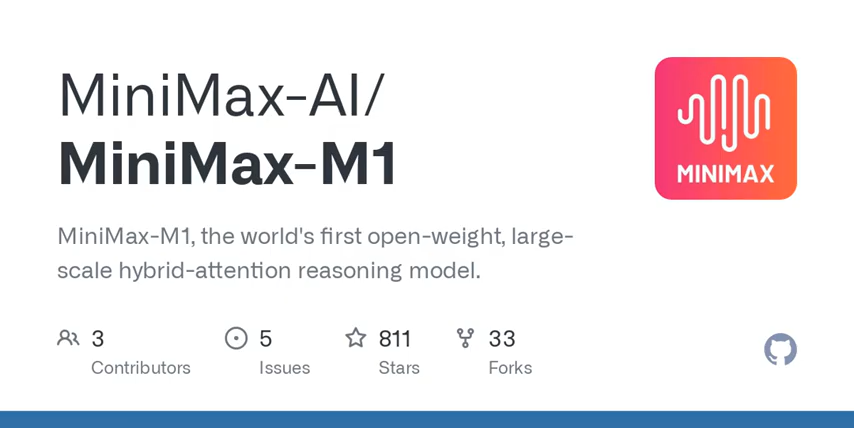 MiniMax-AI/
MiniMax-M1
MINIMAX
MiniMax-M1, the world's first open-weight, large-
scale hybrid-attention reasoning model.
3
Contributors
5
Issues
811
Stars
33
Forks